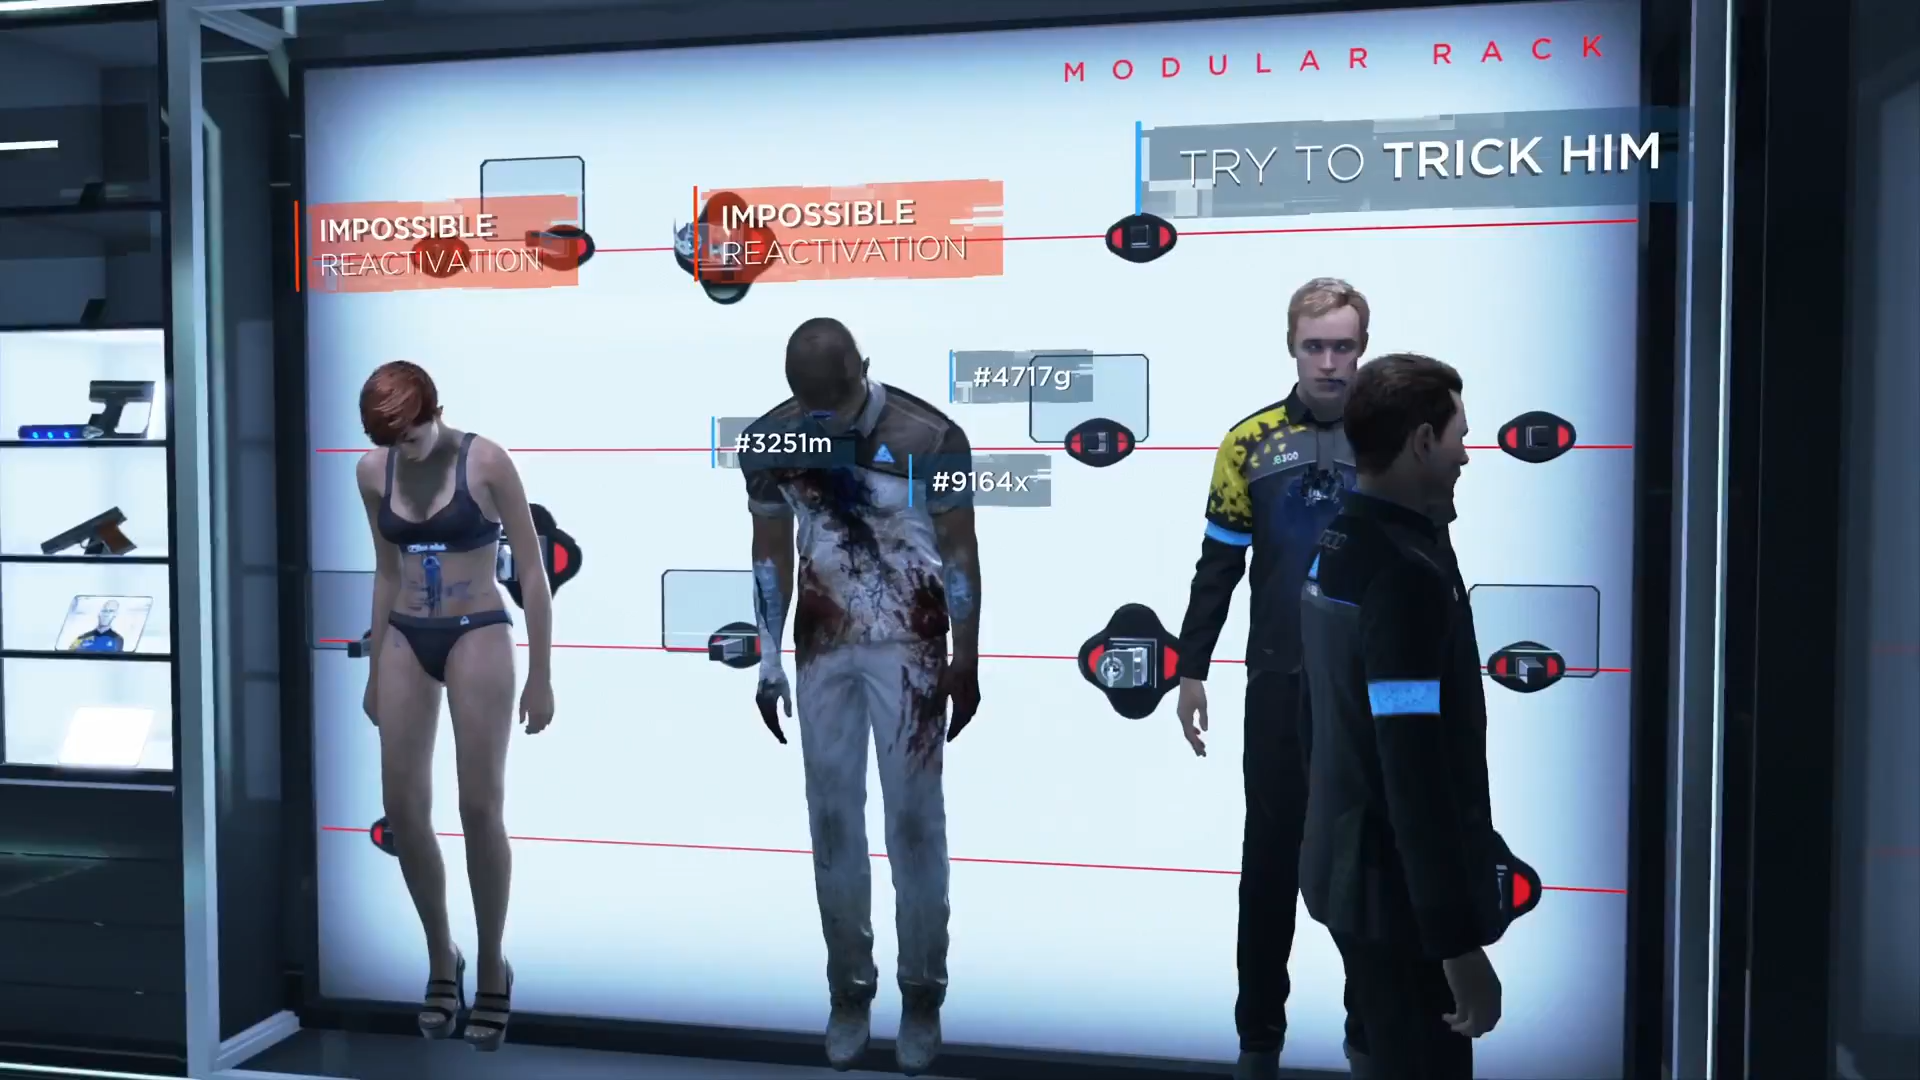 MODULAR RACK
TRY TO TRICK HIM
IMPOSSIBLE
REACTIVATION
IMPOSSIBLE
REACTIVATION
#4717g
#3251m
#9164x